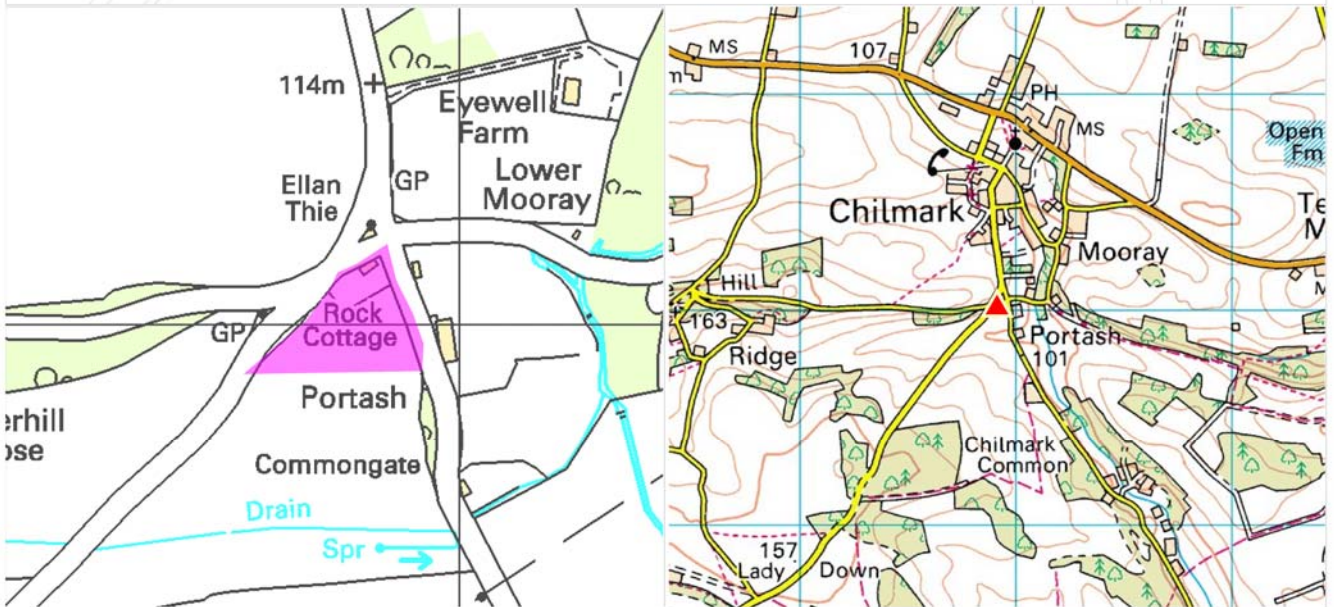 114m
Eyewell
Farm
Lower
Mooray
Ellan
Thie
GP
Rock
Cottage
GP
Portash
erhill
ose
Commongate
Drain
Spr
MS
107
m
PH
MS
Open
Fm
Chilmark
Te
M
Mooray
Hill
163
Ridge
Portash
101
M
Chilmark
Common
157
Lady Down